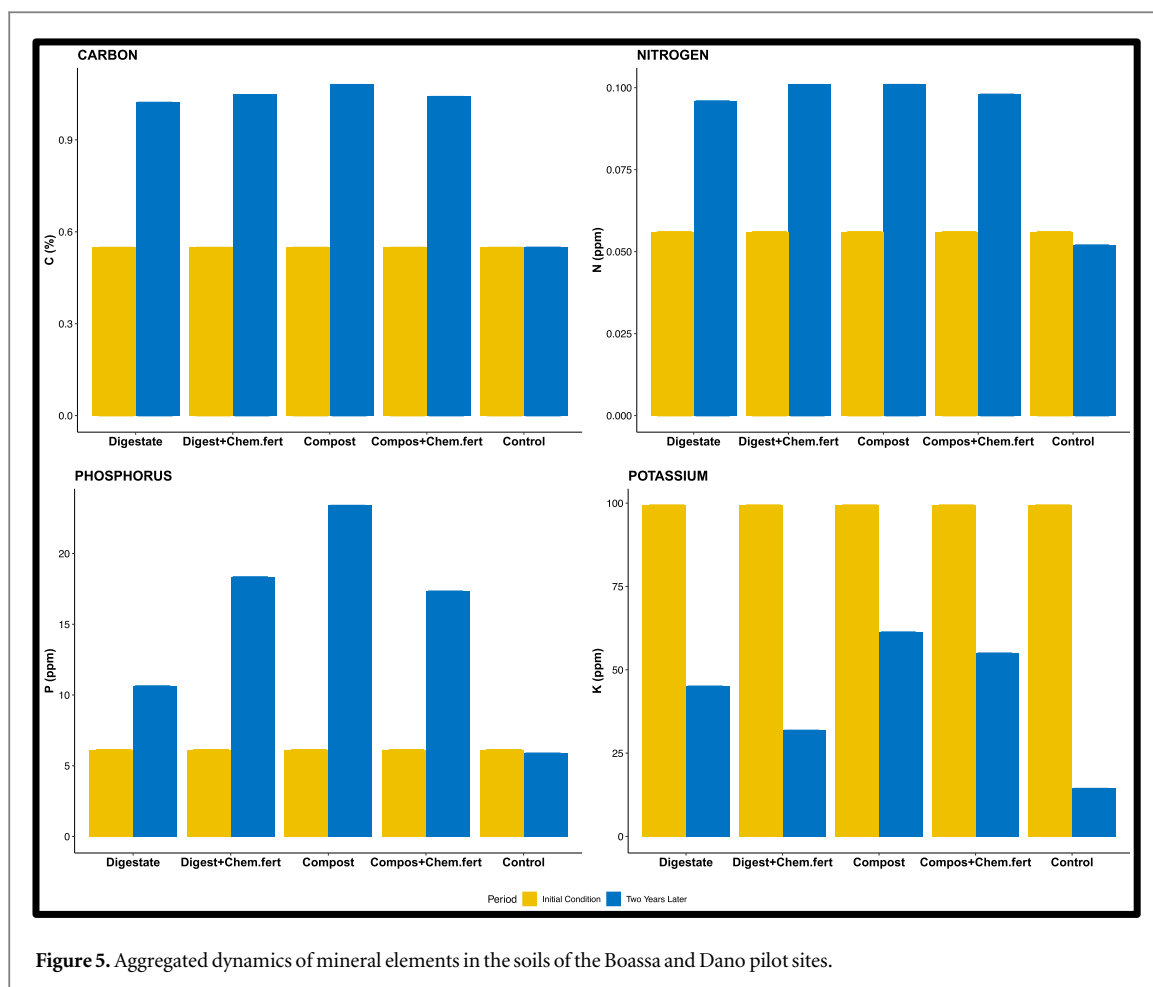 CARBON
C (%)
0.9
0.6
0.3
0.0
Digestate Digest+Chem.fert Compost Compos+Chem.fert Control
NITROGEN
N (ppm)
0.100
0.075
0.050
0.025
0.000
Digestate Digest+Chem.fert Compost Compos+Chem.fert Control
PHOSPHORUS
P (ppm)
20
15
10
5
0
Digestate Digest+Chem.fert Compost Compos+Chem.fert Control
POTASSIUM
K (ppm)
100
75
50
25
0
Digestate Digest+Chem.fert Compost Compos+Chem.fert Control
Period Initial Condition Two Years Later
Figure 5. Aggregated dynamics of mineral elements in the soils of the Boassa and Dano pilot sites.